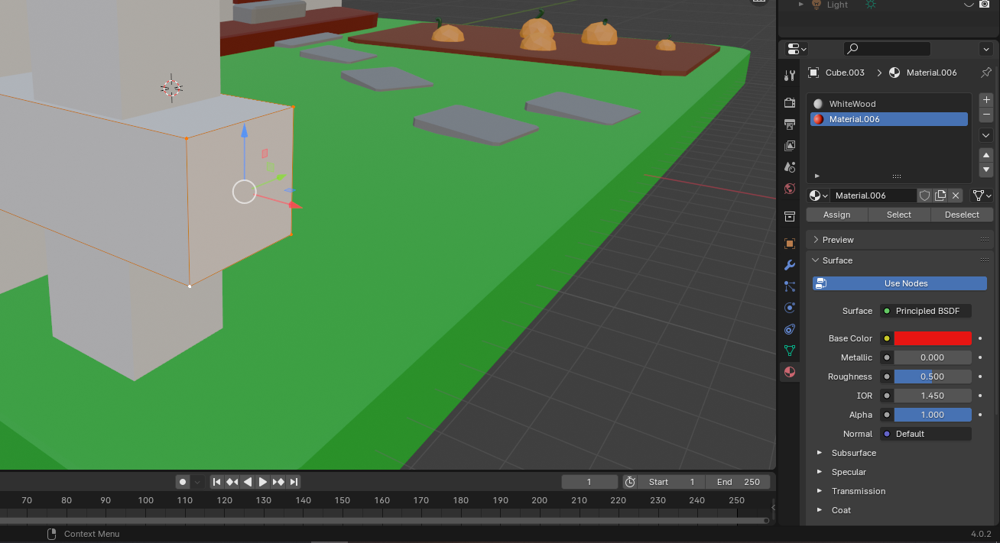 Light
Cube.003 Material.006
WhiteWood
Material.006
Material.006
Assign Select Deselect
Preview
Surface
Use Nodes
Surface Principled BSDF
Base Color
Metallic 0.000
Roughness 0.500
IOR 1.450
Alpha 1.000
Normal Default
Subsurface
Specular
Transmission
Coat
1 Start 1 End 250
70 80 90 100 110 120 130 140 150 160 170 180 190 200 210 220 230 240 250
Context Menu 4.0.2